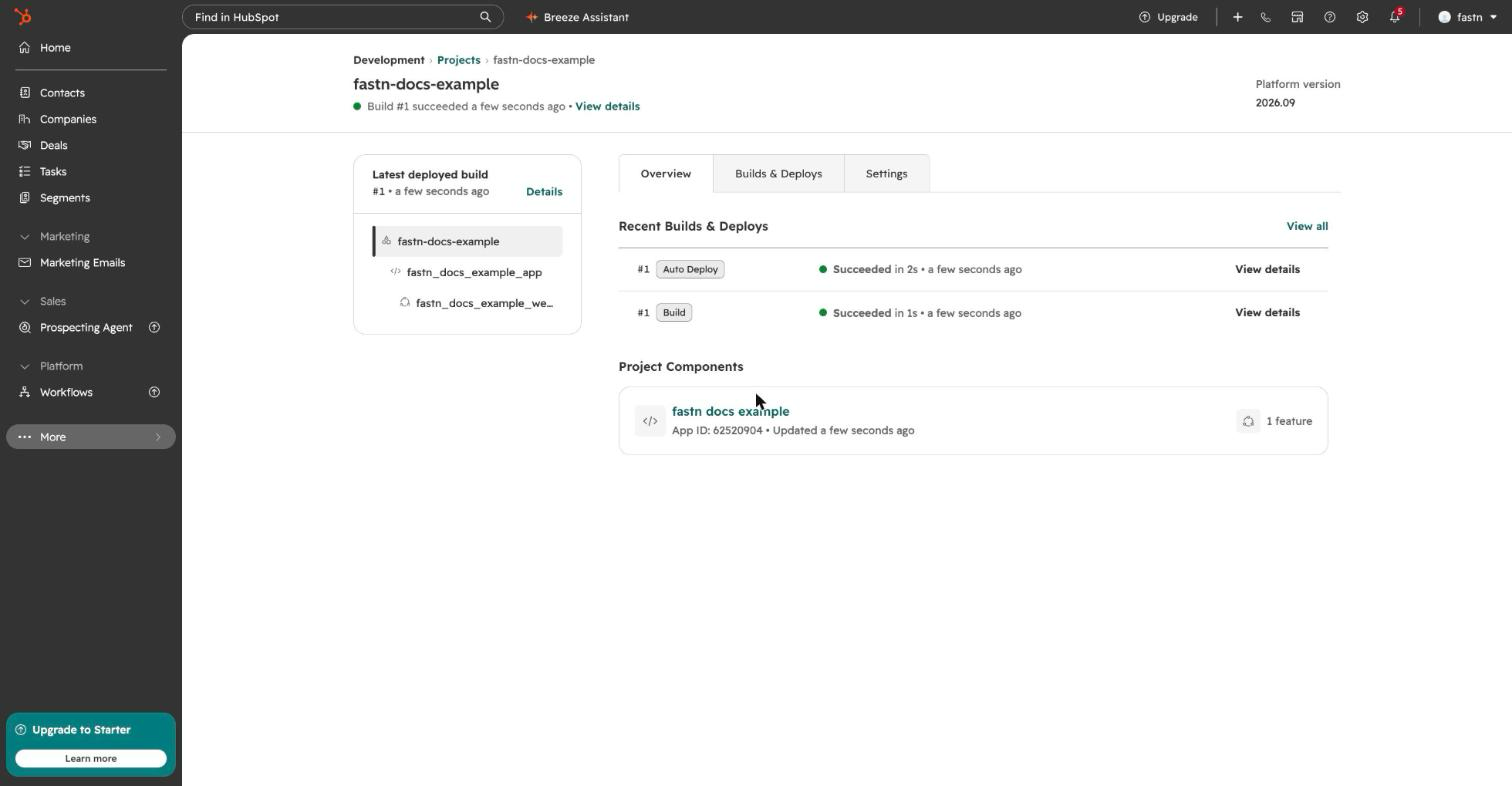 Find in HubSpot
Breeze Assistant
Upgrade
5
fastn
Home
Contacts
Companies
Deals
Tasks
Segments
Marketing
Marketing Emails
Sales
Prospecting Agent
Platform
Workflows
More
Upgrade to Starter
Learn more
Development › Projects › fastn-docs-example
fastn-docs-example
Build #1 succeeded a few seconds ago • View details
Platform version
2026.09
Latest deployed build
#1 • a few seconds ago Details
fastn-docs-example
fastn_docs_example_app
fastn_docs_example_we...
Overview Builds & Deploys Settings
Recent Builds & Deploys View all
#1 Auto Deploy Succeeded in 2s • a few seconds ago View details
#1 Build Succeeded in 1s • a few seconds ago View details
Project Components
fastn docs example
App ID: 62520904 • Updated a few seconds ago
1 feature